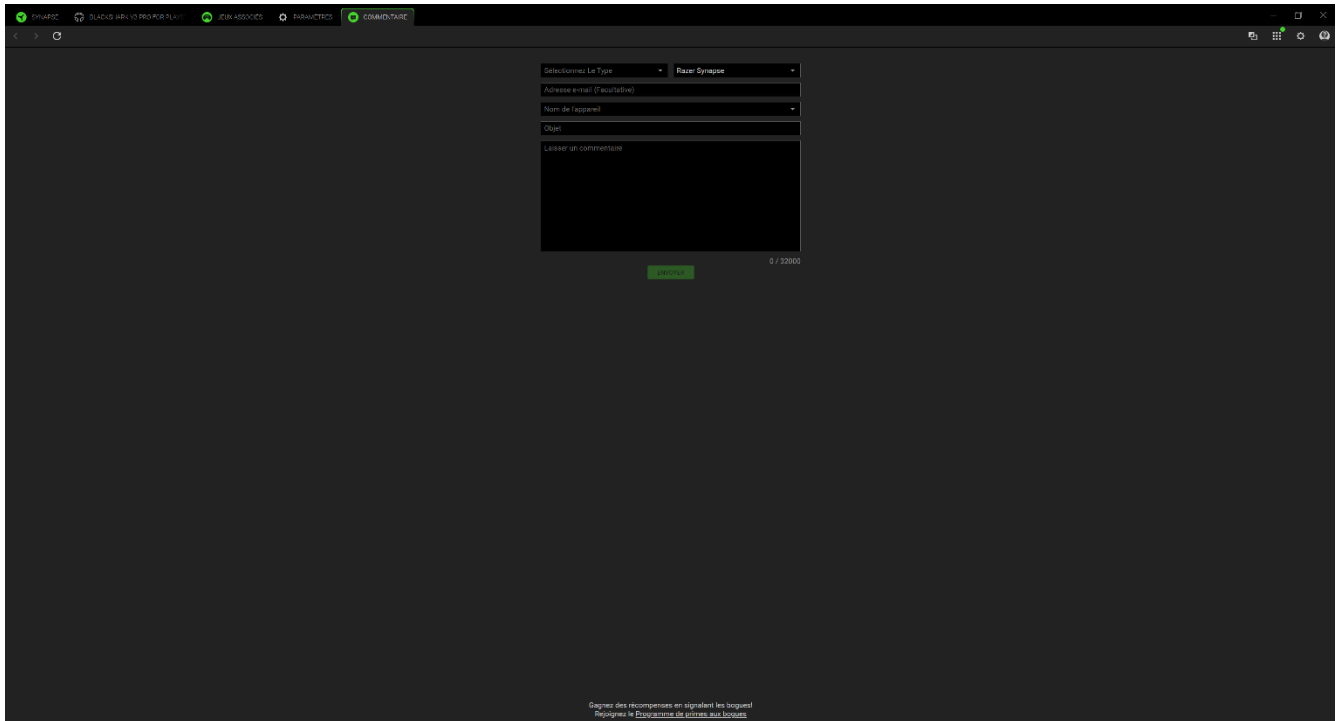 SYNAPSE BLACKSHARK V3 PRO FOR PLAYS JEUX ASSOCIÉS PARAMÈTRES COMMENTAIRE
Sélectionnez Le Type Razer Synapse
Adresse e-mail (Facultative)
Nom de l'appareil
Objet
Laisser un commentaire
0 / 32000
ENVOYER
Gagnez des récompenses en signalant les bogues!
Rejoignez le Programme de primes aux bogues